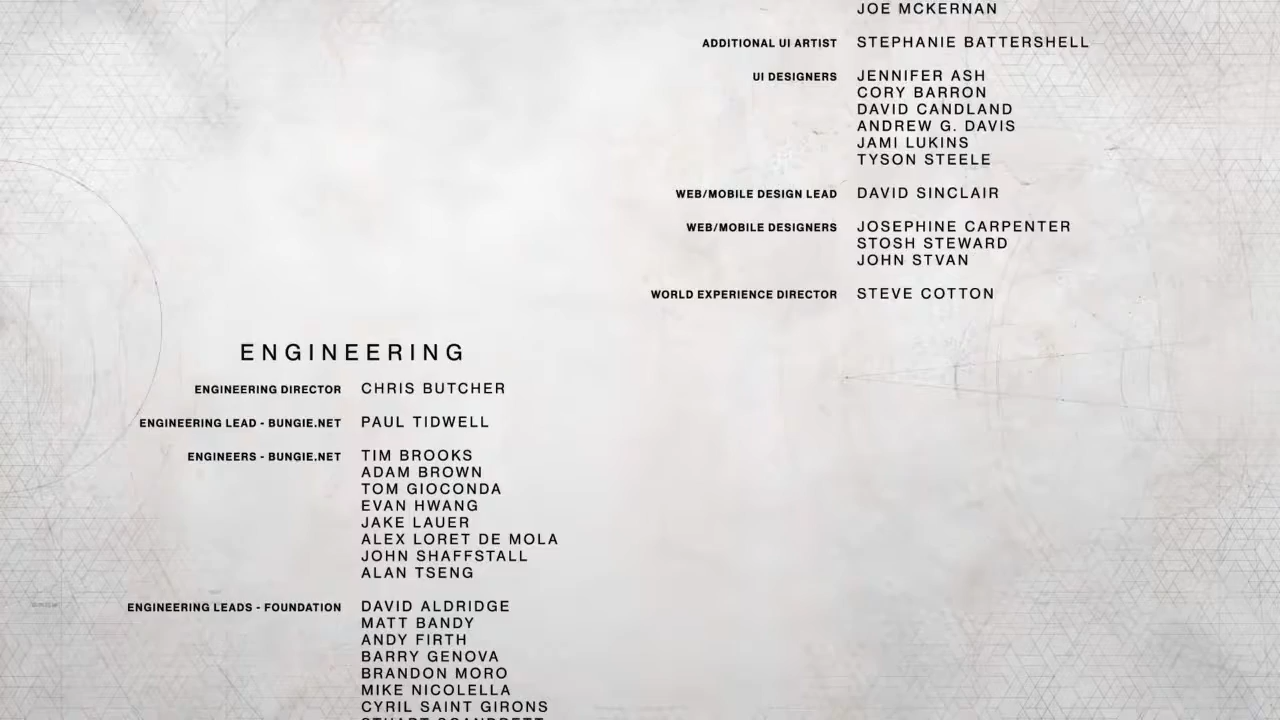 JOE MCKERNAN
ADDITIONAL UI ARTIST STEPHANIE BATTERSHELL
UI DESIGNERS JENNIFER ASH
CORY BARRON
DAVID CANDLAND
ANDREW G. DAVIS
JAMI LUKINS
TYSON STEELE
WEB/MOBILE DESIGN LEAD DAVID SINCLAIR
WEB/MOBILE DESIGNERS JOSEPHINE CARPENTER
STOSH STEWARD
JOHN STVAN
WORLD EXPERIENCE DIRECTOR STEVE COTTON
ENGINEERING
ENGINEERING DIRECTOR CHRIS BUTCHER
ENGINEERING LEAD - BUNGIE.NET PAUL TIDWELL
ENGINEERS - BUNGIE.NET TIM BROOKS
ADAM BROWN
TOM GIOCONDA
EVAN HWANG
JAKE LAUER
ALEX LORET DE MOLA
JOHN SHAFFSTALL
ALAN TSENG
ENGINEERING LEADS - FOUNDATION DAVID ALDRIDGE
MATT BANDY
ANDY FIRTH
BARRY GENOVA
BRANDON MORO
MIKE NICOLELLA
CYRIL SAINT GIRONS